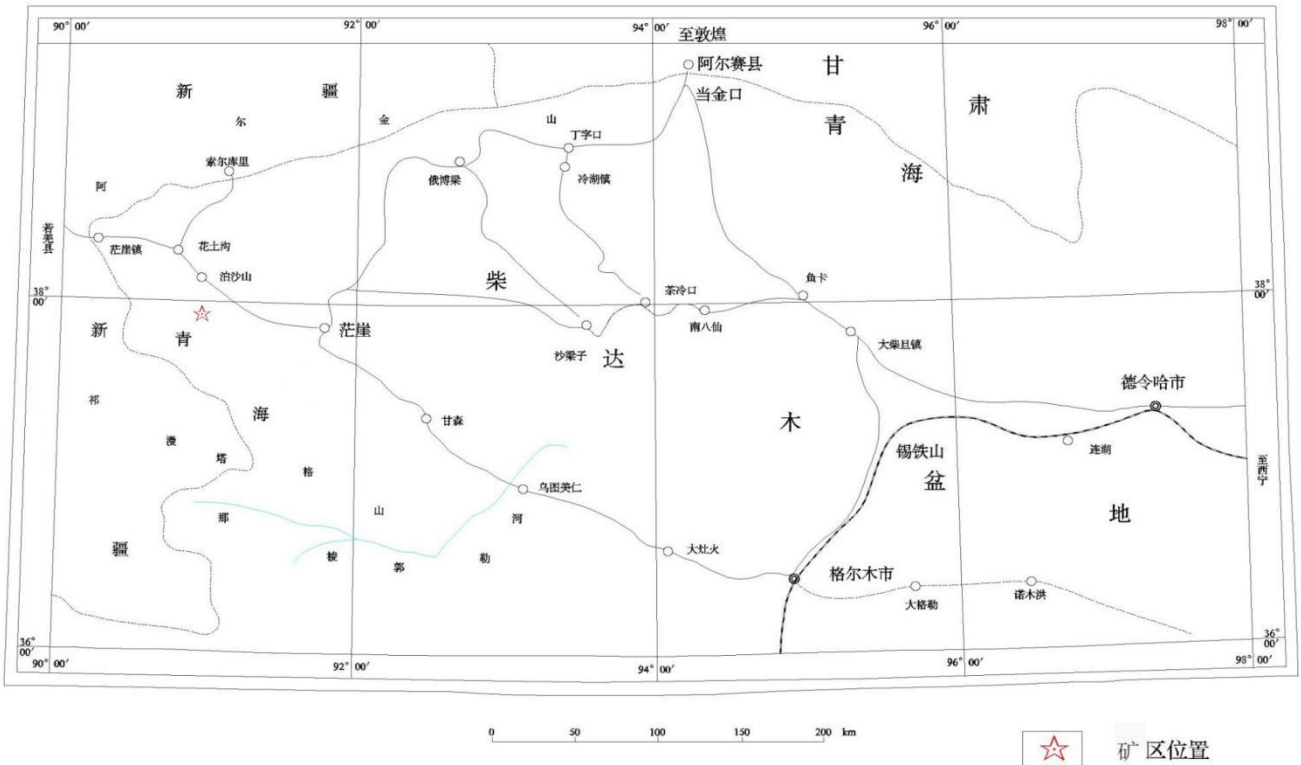 90° 00′
92° 00′
94° 00′
96° 00′
98° 00′
至敦煌
阿尔赛县
甘
肃
新
疆
当金口
青
尔
金
山
丁字口
海
索尔库里
俄博梁
冷湖镇
阿
若羌县
茫崖镇
花土沟
泊沙山
柴
茶冷口
鱼卡
38° 00′
38° 00′
新
青
茫崖
沙梁子
达
南八仙
大柴旦镇
德令哈市
祁
海
甘森
木
漫
塔
格
锡铁山
连湖
至西宁
盆
乌图美仁
地
那
山
河
疆
棱
郭
勒
大灶火
格尔木市
大格勒
诺木洪
36° 00′
36° 00′
90° 00′
92° 00′
94° 00′
96° 00′
98° 00′
0 50 100 150 200 km
矿 区位置